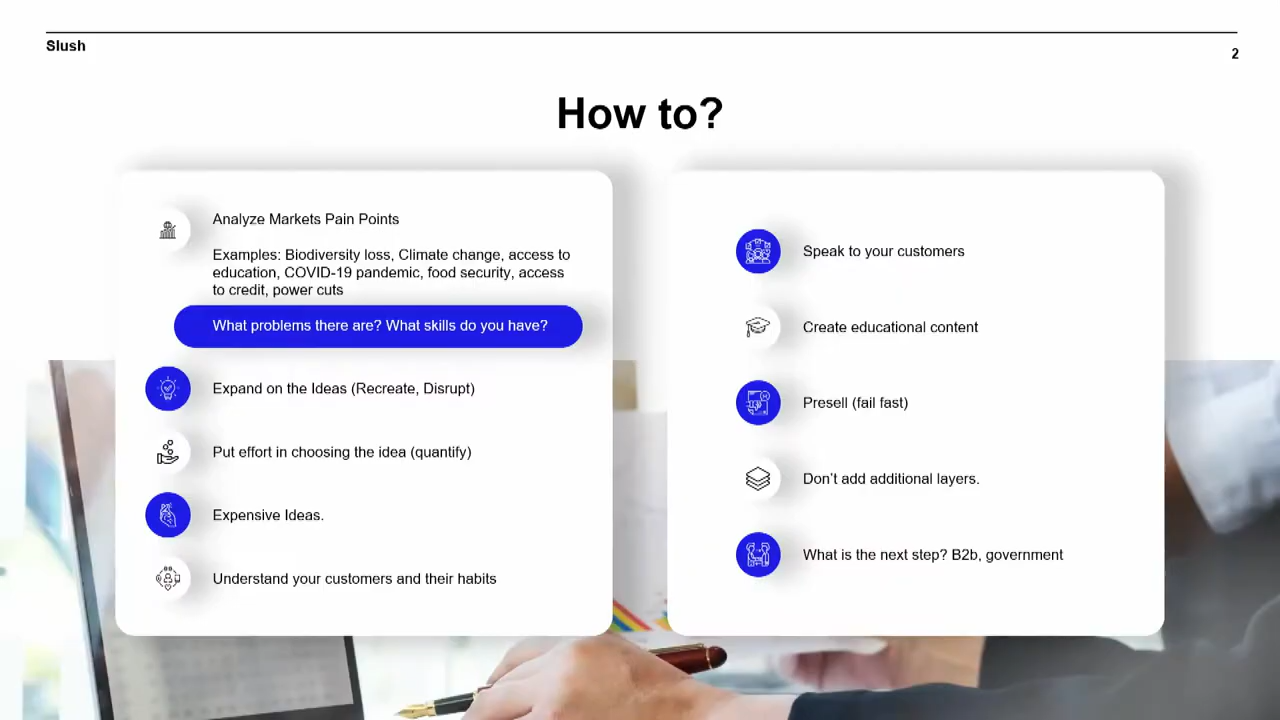 Slush
2
How to?
Analyze Markets Pain Points
Examples: Biodiversity loss, Climate change, access to
education, COVID-19 pandemic, food security, access
to credit, power cuts
What problems there are? What skills do you have?
Expand on the Ideas (Recreate, Disrupt)
Put effort in choosing the idea (quantify)
Expensive Ideas.
Understand your customers and their habits
Speak to your customers
Create educational content
Presell (fail fast)
Don’t add additional layers.
What is the next step? B2b, government